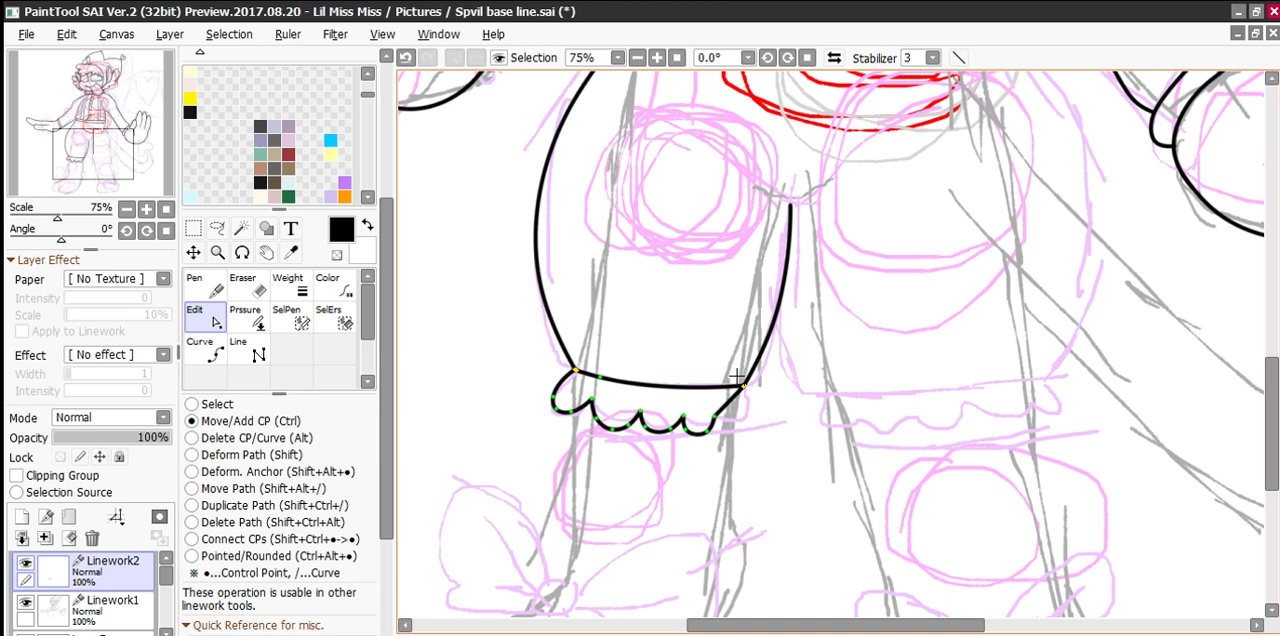 PaintTool SAI Ver.2 (32bit) Preview.2017.08.20 - Lil Miss Miss / Pictures / Spvil base line.sai (*)
File Edit Canvas Layer Selection Ruler Filter View Window Help
Selection 75% 0.0° Stabilizer 3
Scale 75%
Angle 0°
Layer Effect
Paper [ No Texture ]
Intensity 0
Scale 10%
Apply to Linework
Effect [ No effect ]
Width 1
Intensity 0
Mode Normal
Opacity 100%
Lock
Clipping Group
Selection Source
Linework2
Normal
100%
Linework1
Normal
100%
T
Pen Eraser Weight Color
Edit Prssure SelPen SelErs
Curve Line
Select
Move/Add CP (Ctrl)
Delete CP/Curve (Alt)
Deform Path (Shift)
Deform. Anchor (Shift+Alt+●)
Move Path (Shift+Alt+/)
Duplicate Path (Shift+Ctrl+/)
Delete Path (Shift+Ctrl+Alt)
Connect CPs (Shift+Ctrl+●->●)
Pointed/Rounded (Ctrl+Alt+●)
※ ●...Control Point, /...Curve
These operation is usable in other
linework tools.
Quick Reference for misc.